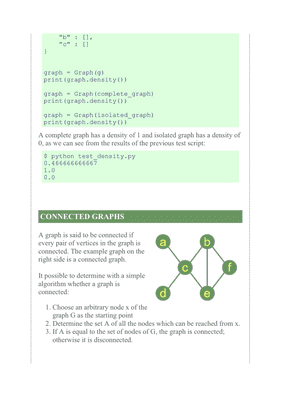 "b" : [],
"c" : []
}
graph = Graph(g)
print(graph.density())
graph = Graph(complete_graph)
print(graph.density())
graph = Graph(isolated_graph)
print(graph.density())
A complete graph has a density of 1 and isolated graph has a density of
0, as we can see from the results of the previous test script:
$ python test_density.py
0.466666666667
1.0
0.0
CONNECTED GRAPHS
A graph is said to be connected if
every pair of vertices in the graph is
connected. The example graph on the
right side is a connected graph.
It possible to determine with a simple
algorithm whether a graph is
connected:
1. Choose an arbitrary node x of the
graph G as the starting point
2. Determine the set A of all the nodes which can be reached from x.
3. If A is equal to the set of nodes of G, the graph is connected;
otherwise it is disconnected.
a
b
c
f
d
e